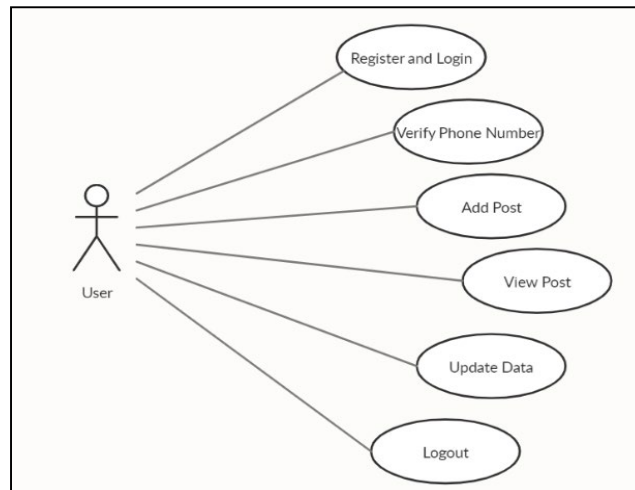 Register and Login
Verify Phone Number
Add Post
View Post
User
Update Data
Logout